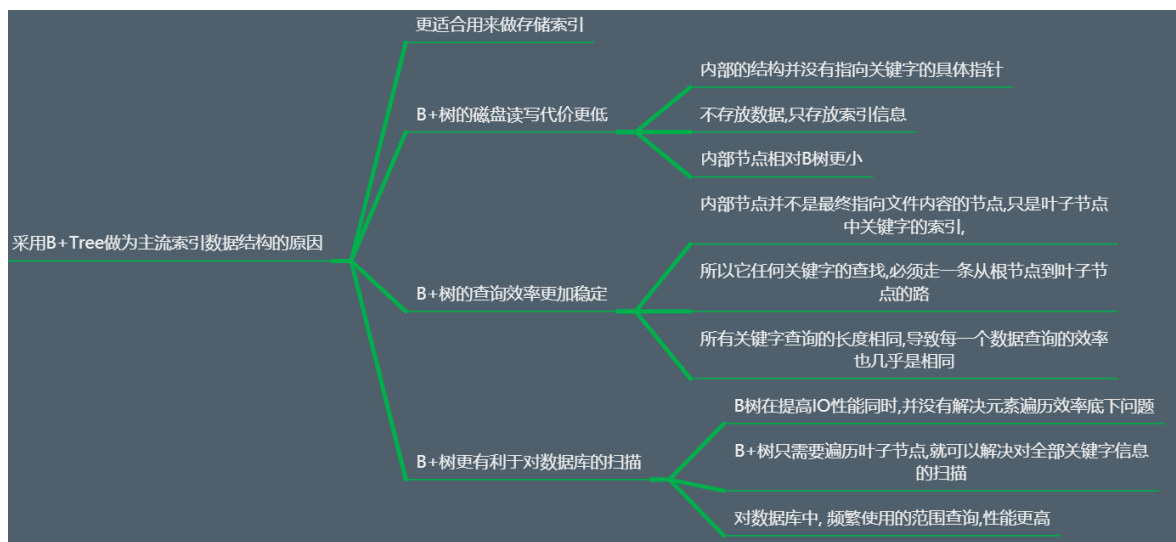 更适合用来做存储索引
内部的结构并没有指向关键字的具体指针
B+树的磁盘读写代价更低
不存放数据,只存放索引信息
内部节点相对B树更小
内部节点并不是最终指向文件内容的节点,只是叶子节点
中关键字的索引,
采用B+Tree做为主流索引数据结构的原因
所以它任何关键字的查找,必须走一条从根节点到叶子节
点的路
B+树的查询效率更加稳定
所有关键字查询的长度相同,导致每一个数据查询的效率
也几乎是相同
B树在提高IO性能同时,并没有解决元素遍历效率底下问题
B+树更有利于对数据库的扫描
B+树只需要遍历叶子节点,就可以解决对全部关键字信息
的扫描
对数据库中, 频繁使用的范围查询,性能更高